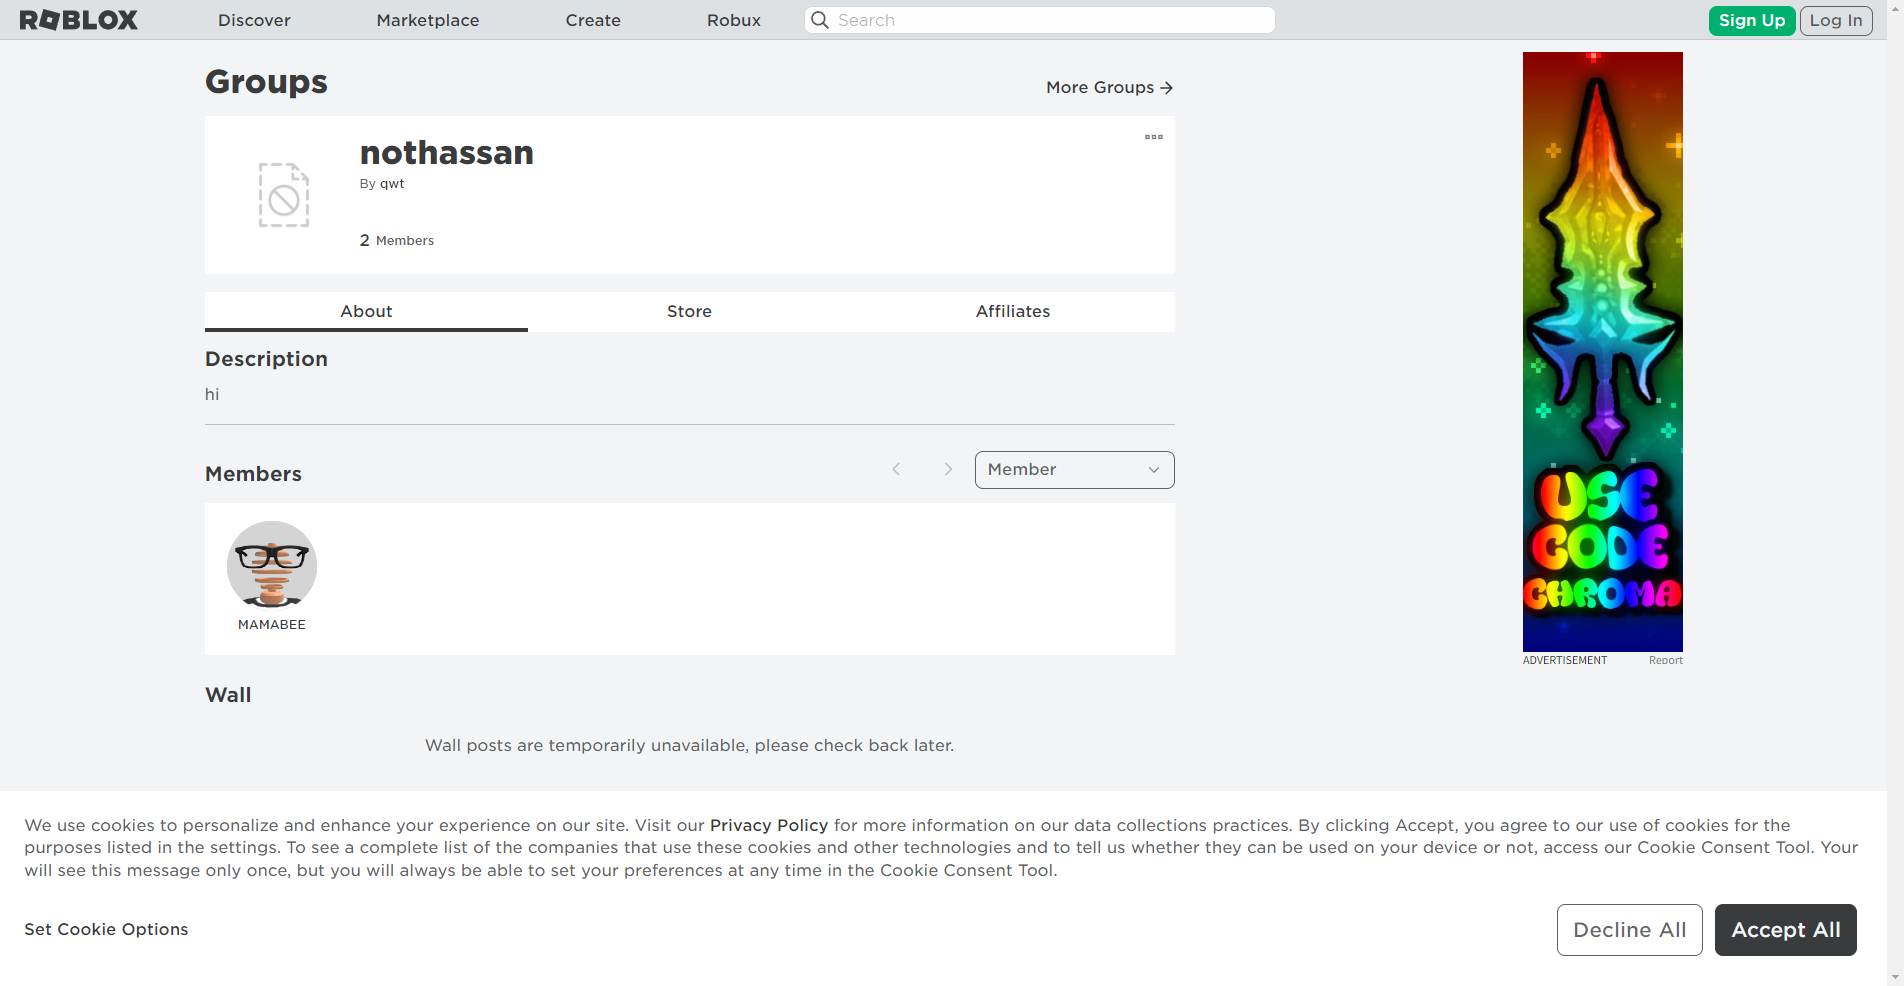 ROBLOX
Discover
Marketplace
Create
Robux
Search
Sign Up
Log In
Groups
More Groups
nothassan
By qwt
2 Members
About
Store
Affiliates
Description
hi
Members
Member
MAMABEE
Wall
Wall posts are temporarily unavailable, please check back later.
USE
CODE
CHROMA
ADVERTISEMENT
Report
We use cookies to personalize and enhance your experience on our site. Visit our Privacy Policy for more information on our data collections practices. By clicking Accept, you agree to our use of cookies for the
purposes listed in the settings. To see a complete list of the companies that use these cookies and other technologies and to tell us whether they can be used on your device or not, access our Cookie Consent Tool. Your
will see this message only once, but you will always be able to set your preferences at any time in the Cookie Consent Tool.
Set Cookie Options
Decline All
Accept All